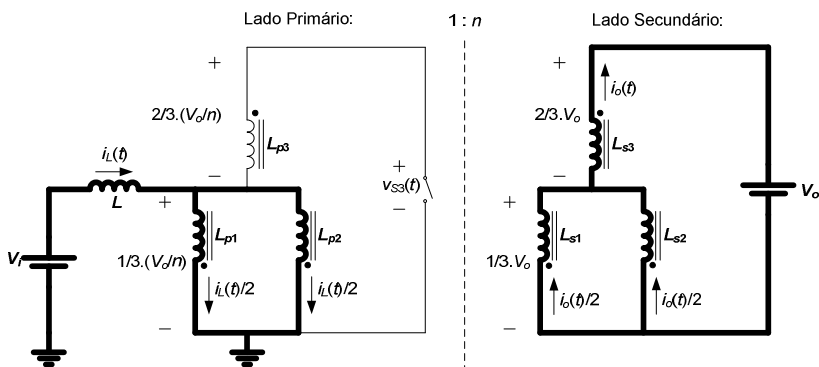 Lado Primário:
1 : n
Lado Secundário:
+
2/3.(Vo/n)
Lp3
−
iL(t)
L
+
vS3(t)
−
Vi
+
1/3.(Vo/n)
Lp1
Lp2
iL(t)/2
iL(t)/2
−
+
io(t)
2/3.Vo
Ls3
−
Vo
+
1/3.Vo
Ls1
Ls2
io(t)/2
io(t)/2
−